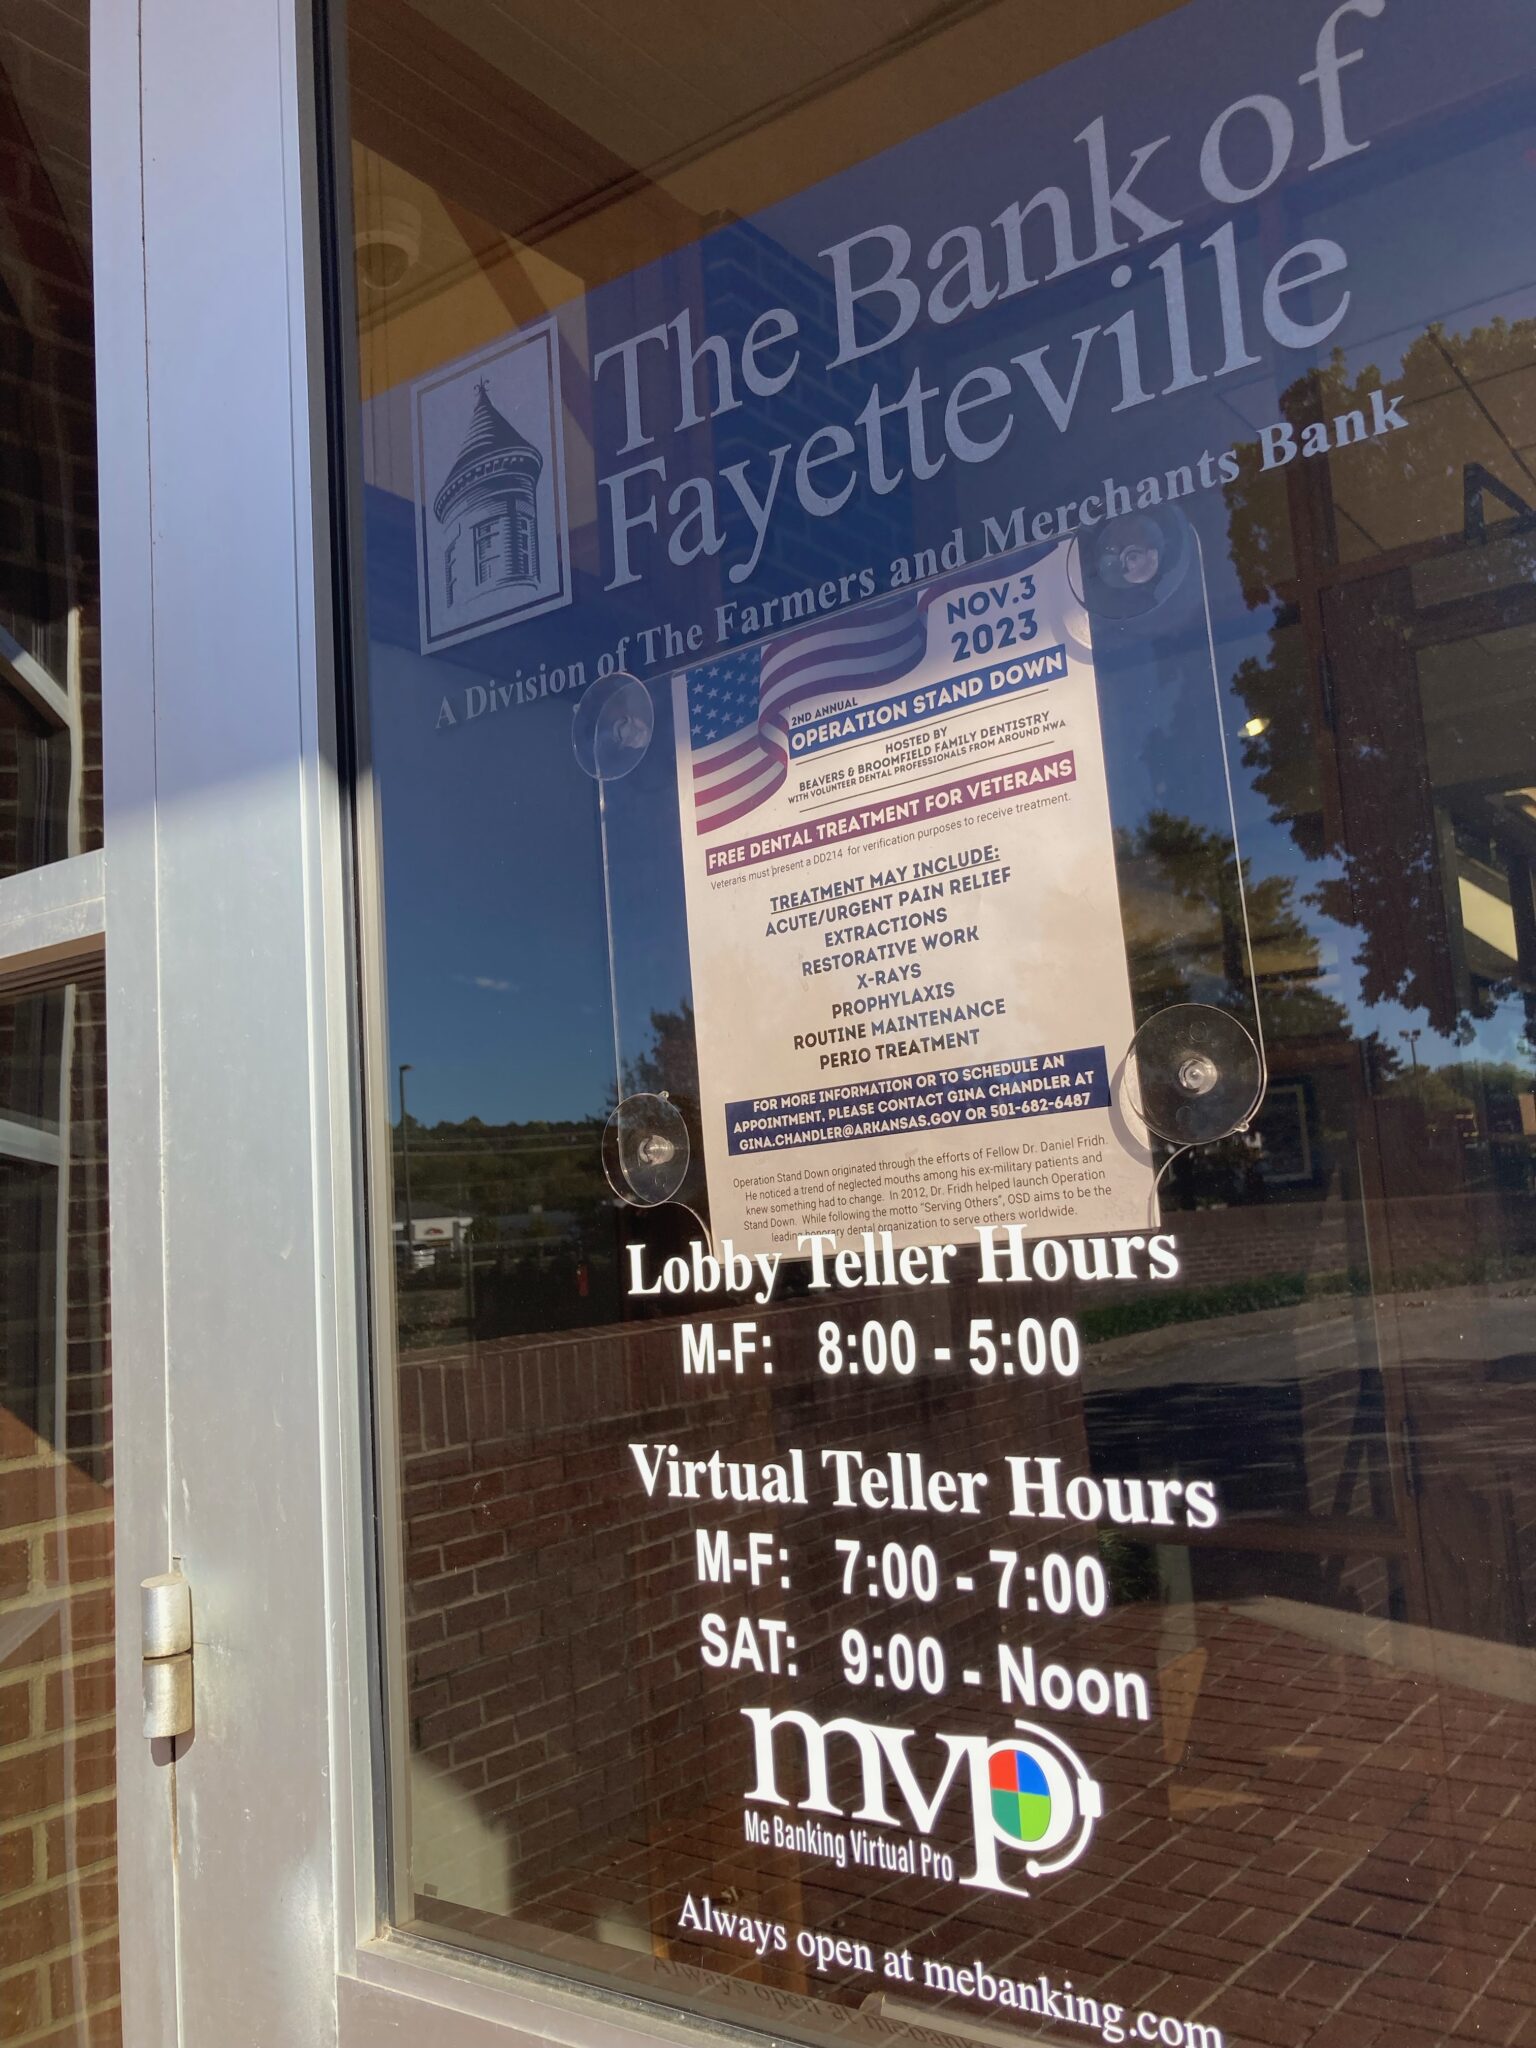 The Bank of
Fayetteville
A Division of The Farmers and Merchants Bank
NOV.3
2023
2ND ANNUAL
OPERATION STAND DOWN
HOSTED BY
BEAVERS & BROOMFIELD FAMILY DENTISTRY
WITH VOLUNTEER DENTAL PROFESSIONALS FROM AROUND NWA
FREE DENTAL TREATMENT FOR VETERANS
Veterans must present a DD214 for verification purposes to receive treatment.
TREATMENT MAY INCLUDE:
ACUTE/URGENT PAIN RELIEF
EXTRACTIONS
RESTORATIVE WORK
X-RAYS
PROPHYLAXIS
ROUTINE MAINTENANCE
PERIO TREATMENT
FOR MORE INFORMATION OR TO SCHEDULE AN
APPOINTMENT, PLEASE CONTACT GINA CHANDLER AT
GINA.CHANDLER@ARKANSAS.GOV OR 501-682-6487
Operation Stand Down originated through the efforts of Fellow Dr. Daniel Fridh.
He noticed a trend of neglected mouths among his ex-military patients and
knew something had to change. In 2012, Dr. Fridh helped launch Operation
Stand Down. While following the motto "Serving Others", OSD aims to be the
leading honorary dental organization to serve others worldwide.
Lobby Teller Hours
M-F: 8:00 - 5:00
Virtual Teller Hours
M-F: 7:00 - 7:00
SAT: 9:00 - Noon
mvp
Me Banking Virtual Pro
Always open at mebanking.com